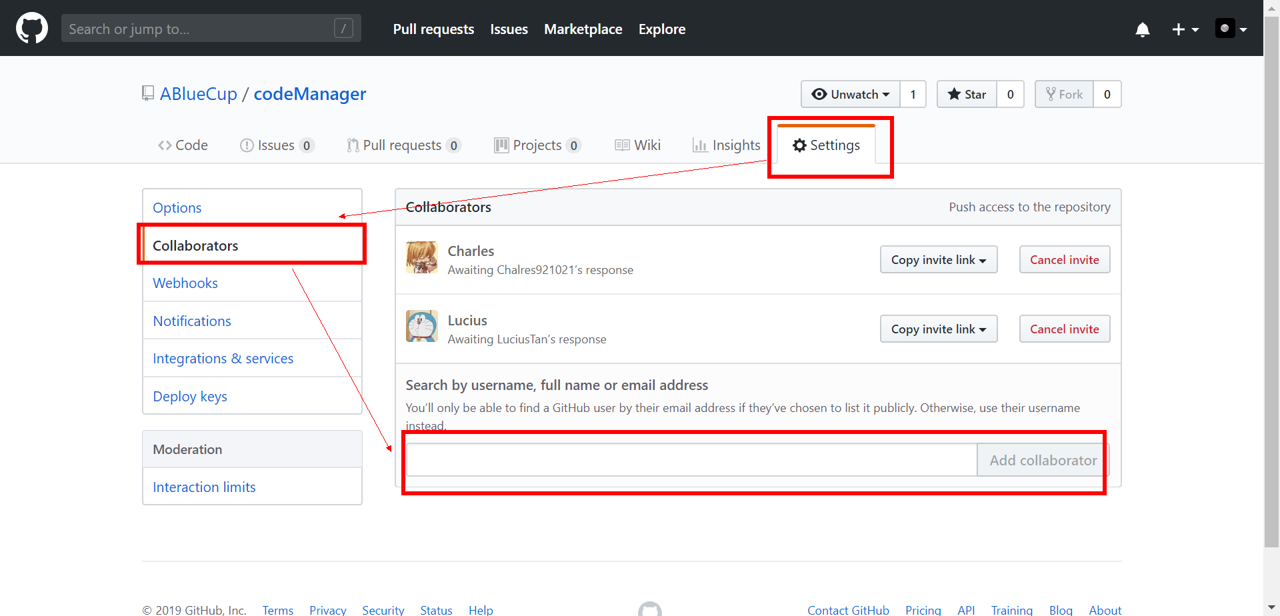 Search or jump to... /
Pull requests Issues Marketplace Explore
ABlueCup / codeManager
Unwatch 1 Star 0 Fork 0
Code Issues 0 Pull requests 0 Projects 0 Wiki Insights Settings
Options
Collaborators
Webhooks
Notifications
Integrations & services
Deploy keys
Moderation
Interaction limits
Collaborators Push access to the repository
Charles
Awaiting Chalres921021's response
Copy invite link Cancel invite
Lucius
Awaiting LuciusTan's response
Copy invite link Cancel invite
Search by username, full name or email address
You'll only be able to find a GitHub user by their email address if they've chosen to list it publicly. Otherwise, use their username
instead.
Add collaborator
© 2019 GitHub, Inc. Terms Privacy Security Status Help
Contact GitHub Pricing API Training Blog About